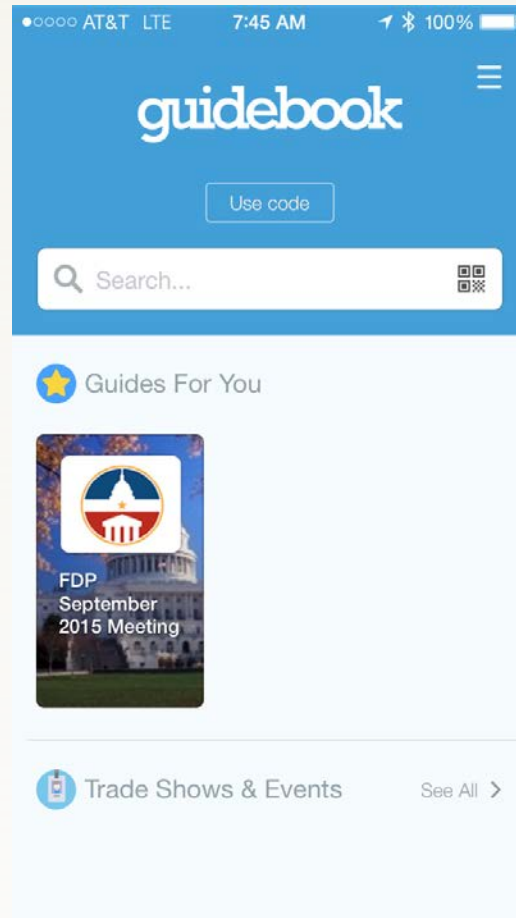 AT&T LTE 7:45 AM 100%
guidebook
Use code
Search...
Guides For You
FDP
September
2015 Meeting
Trade Shows & Events See All